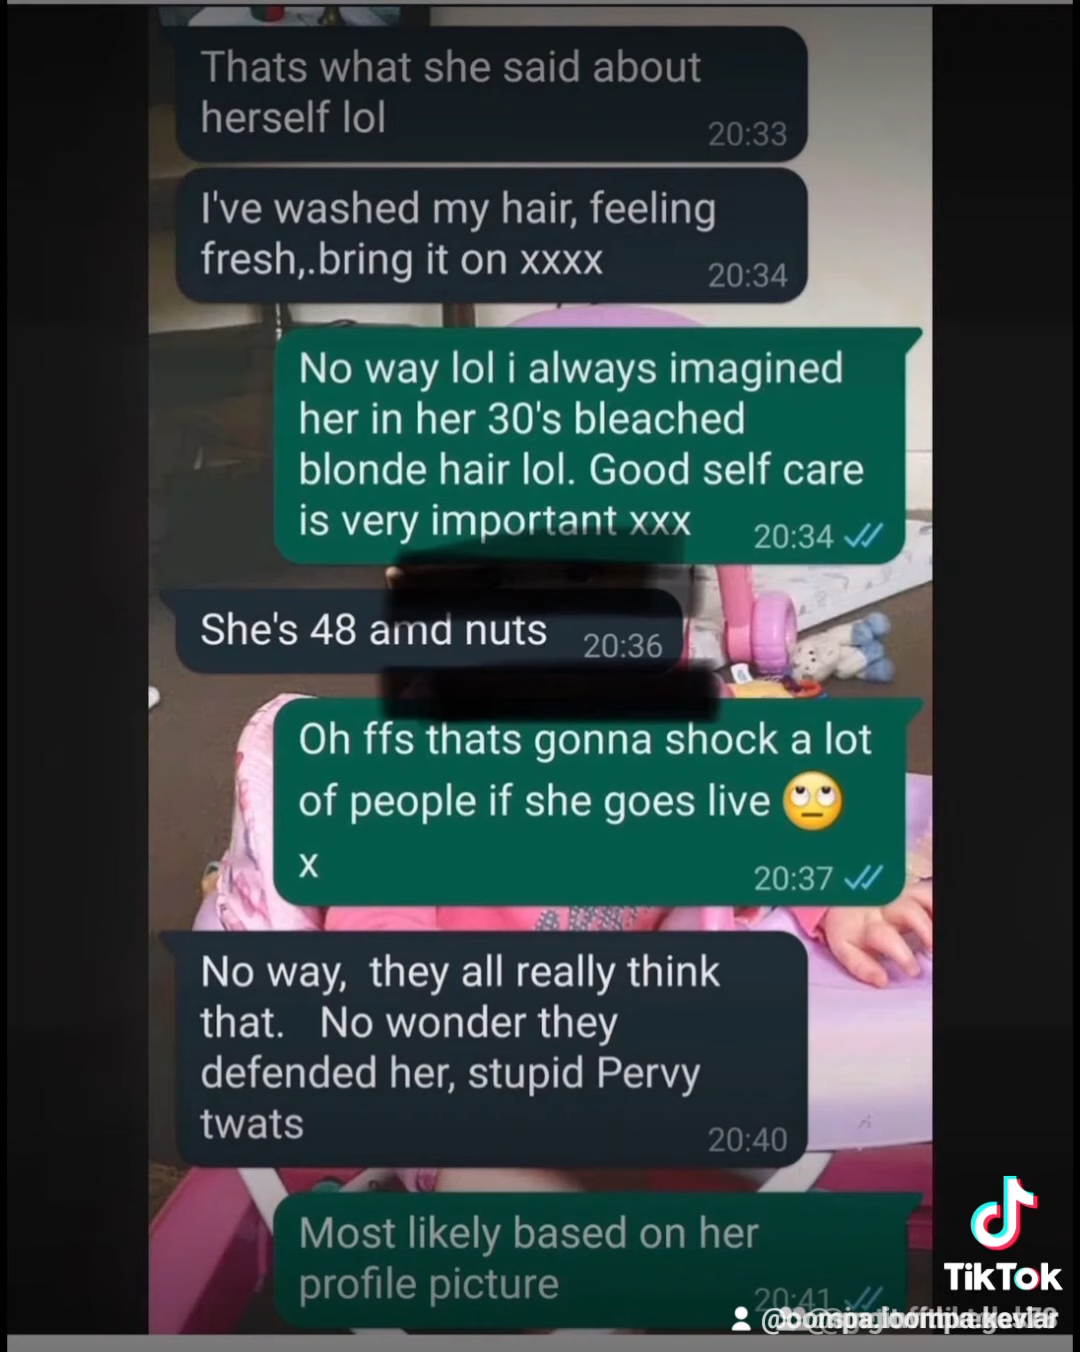 Thats what she said about
herself lol
20:33
I've washed my hair, feeling
fresh,.bring it on xxxx
20:34
No way lol i always imagined
her in her 30's bleached
blonde hair lol. Good self care
is very important xxx
20:34
She's 48 amd nuts
20:36
Oh ffs thats gonna shock a lot
of people if she goes live 🙄
x
20:37
No way,  they all really think
that.   No wonder they
defended her, stupid Pervy
twats
20:40
Most likely based on her
profile picture
20:41
TikTok